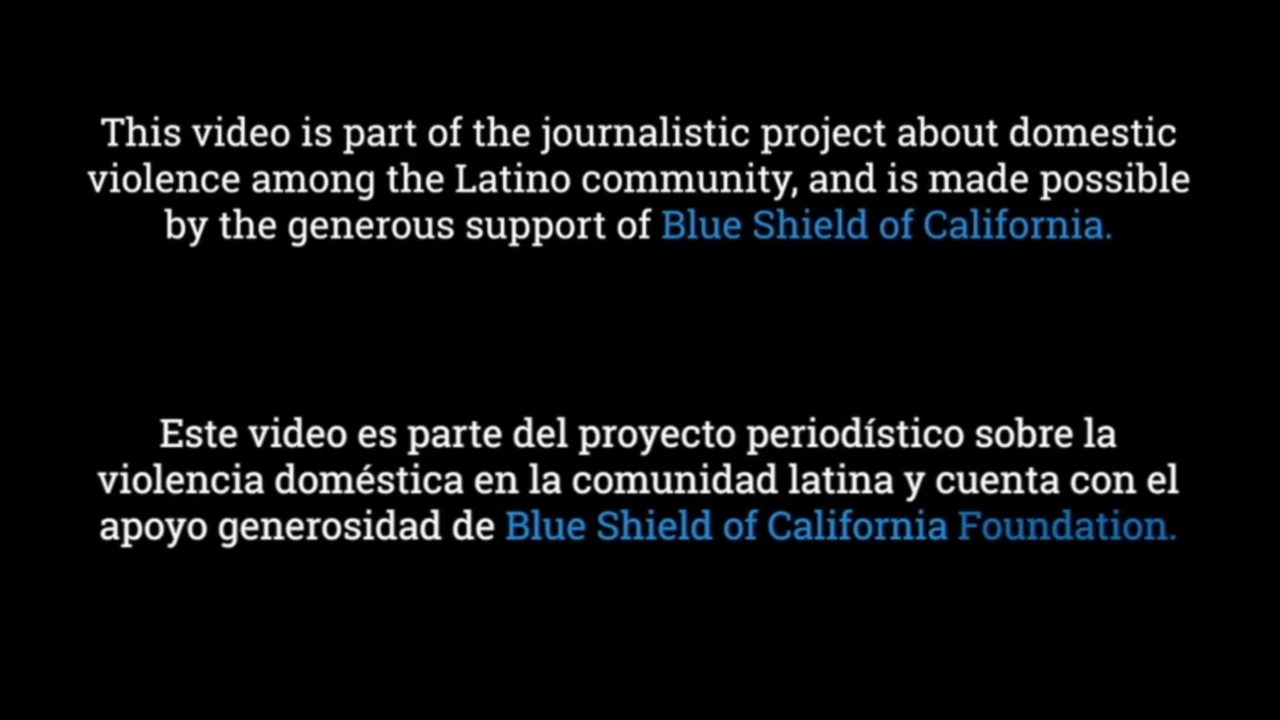 This video is part of the journalistic project about domestic
violence among the Latino community, and is made possible
by the generous support of Blue Shield of California.
Este video es parte del proyecto periodístico sobre la
violencia doméstica en la comunidad latina y cuenta con el
apoyo generosidad de Blue Shield of California Foundation.